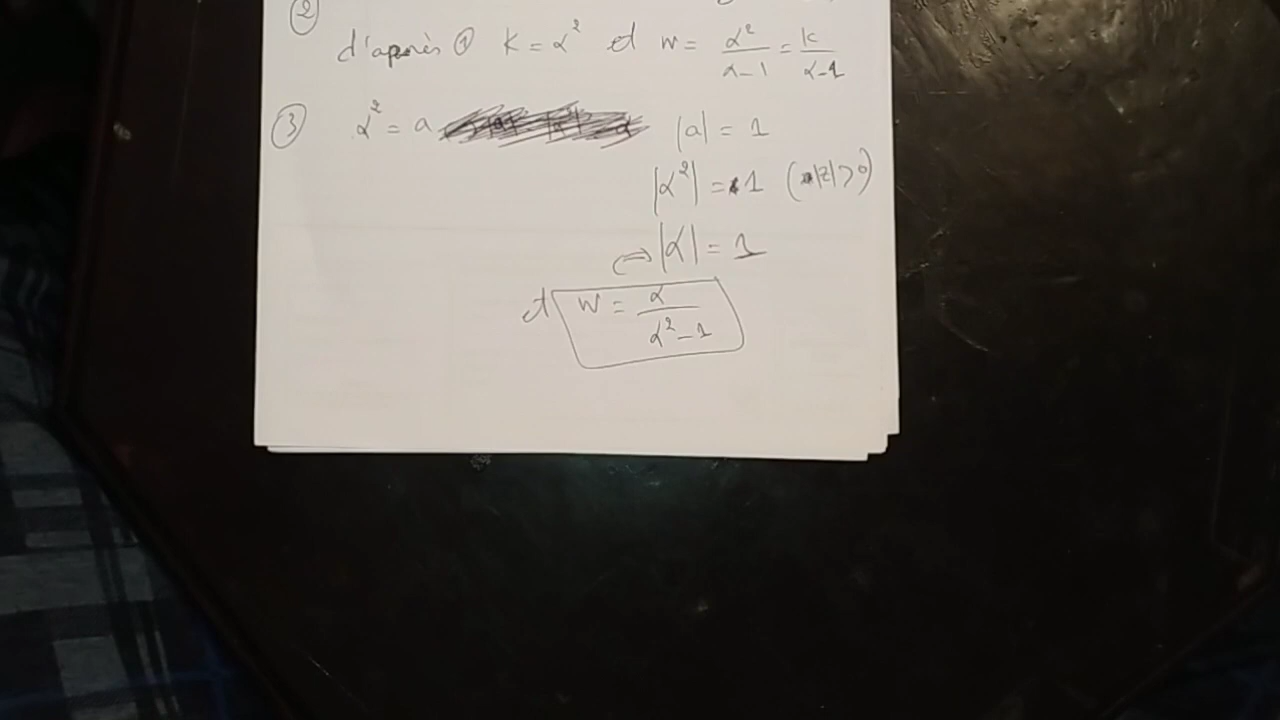 ②
d'après ① K = α² et w = α²/(α-1) = K/(α-1)
③ α² = a |a| = 1
|α²| = 1 (|z|>0)
⇔ |α| = 1
et w = α/(α²-1)